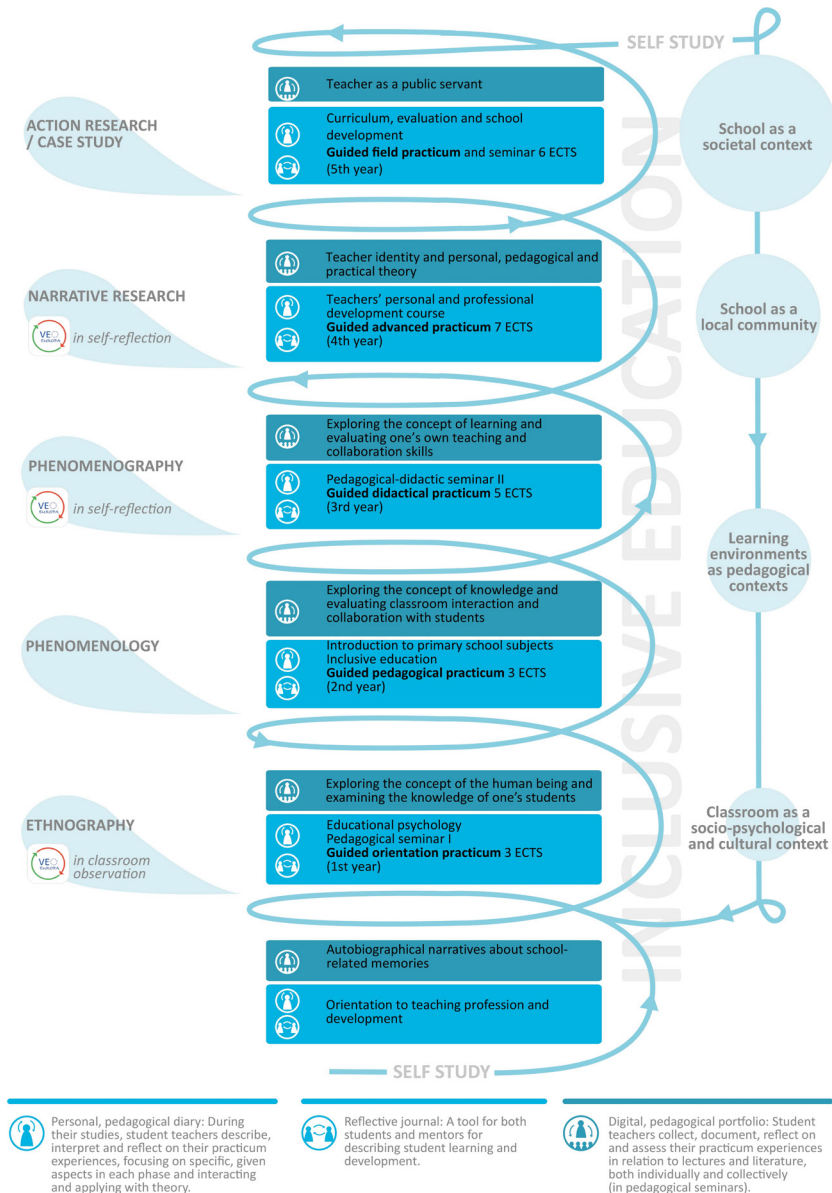 SELF STUDY
Teacher as a public servant
ACTION RESEARCH
/ CASE STUDY
Curriculum, evaluation and school
development
Guided field practicum and seminar 6 ECTS
(5th year)
School as a
societal context
Teacher identity and personal, pedagogical and
practical theory
NARRATIVE RESEARCH
VEO
in self-reflection
Teachers' personal and professional
development course
Guided advanced practicum 7 ECTS
(4th year)
School as a
local community
Exploring the concept of learning and
evaluating one's own teaching and
collaboration skills
PHENOMENOGRAPHY
VEO
in self-reflection
Pedagogical-didactic seminar II
Guided didactical practicum 5 ECTS
(3rd year)
Learning
environments
as pedagogical
contexts
Exploring the concept of knowledge and
evaluating classroom interaction and
collaboration with students
PHENOMENOLOGY
Introduction to primary school subjects
Inclusive education
Guided pedagogical practicum 3 ECTS
(2nd year)
Exploring the concept of the human being and
examining the knowledge of one's students
ETHNOGRAPHY
VEO
in classroom
observation
Educational psychology
Pedagogical seminar I
Guided orientation practicum 3 ECTS
(1st year)
Classroom as a
socio-psychological
and cultural context
Autobiographical narratives about school-
related memories
Orientation to teaching profession and
development
SELF STUDY
INCLUSIVE EDUCATION
Personal, pedagogical diary: During
their studies, student teachers describe,
interpret and reflect on their practicum
experiences, focusing on specific, given
aspects in each phase and interacting
and applying with theory.
Reflective journal: A tool for both
students and mentors for
describing student learning and
development.
Digital, pedagogical portfolio: Student
teachers collect, document, reflect on
and assess their practicum experiences
in relation to lectures and literature,
both individually and collectively
(in pedagogical seminars).